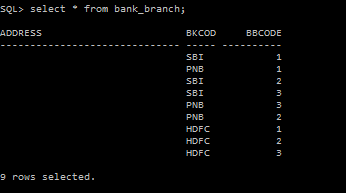 SQL> select * from bank_branch;
ADDRESS BKCOD BBCODE
------------------------------ ----- ----------
SBI 1
PNB 1
SBI 2
SBI 3
PNB 3
PNB 2
HDFC 1
HDFC 2
HDFC 3
9 rows selected.